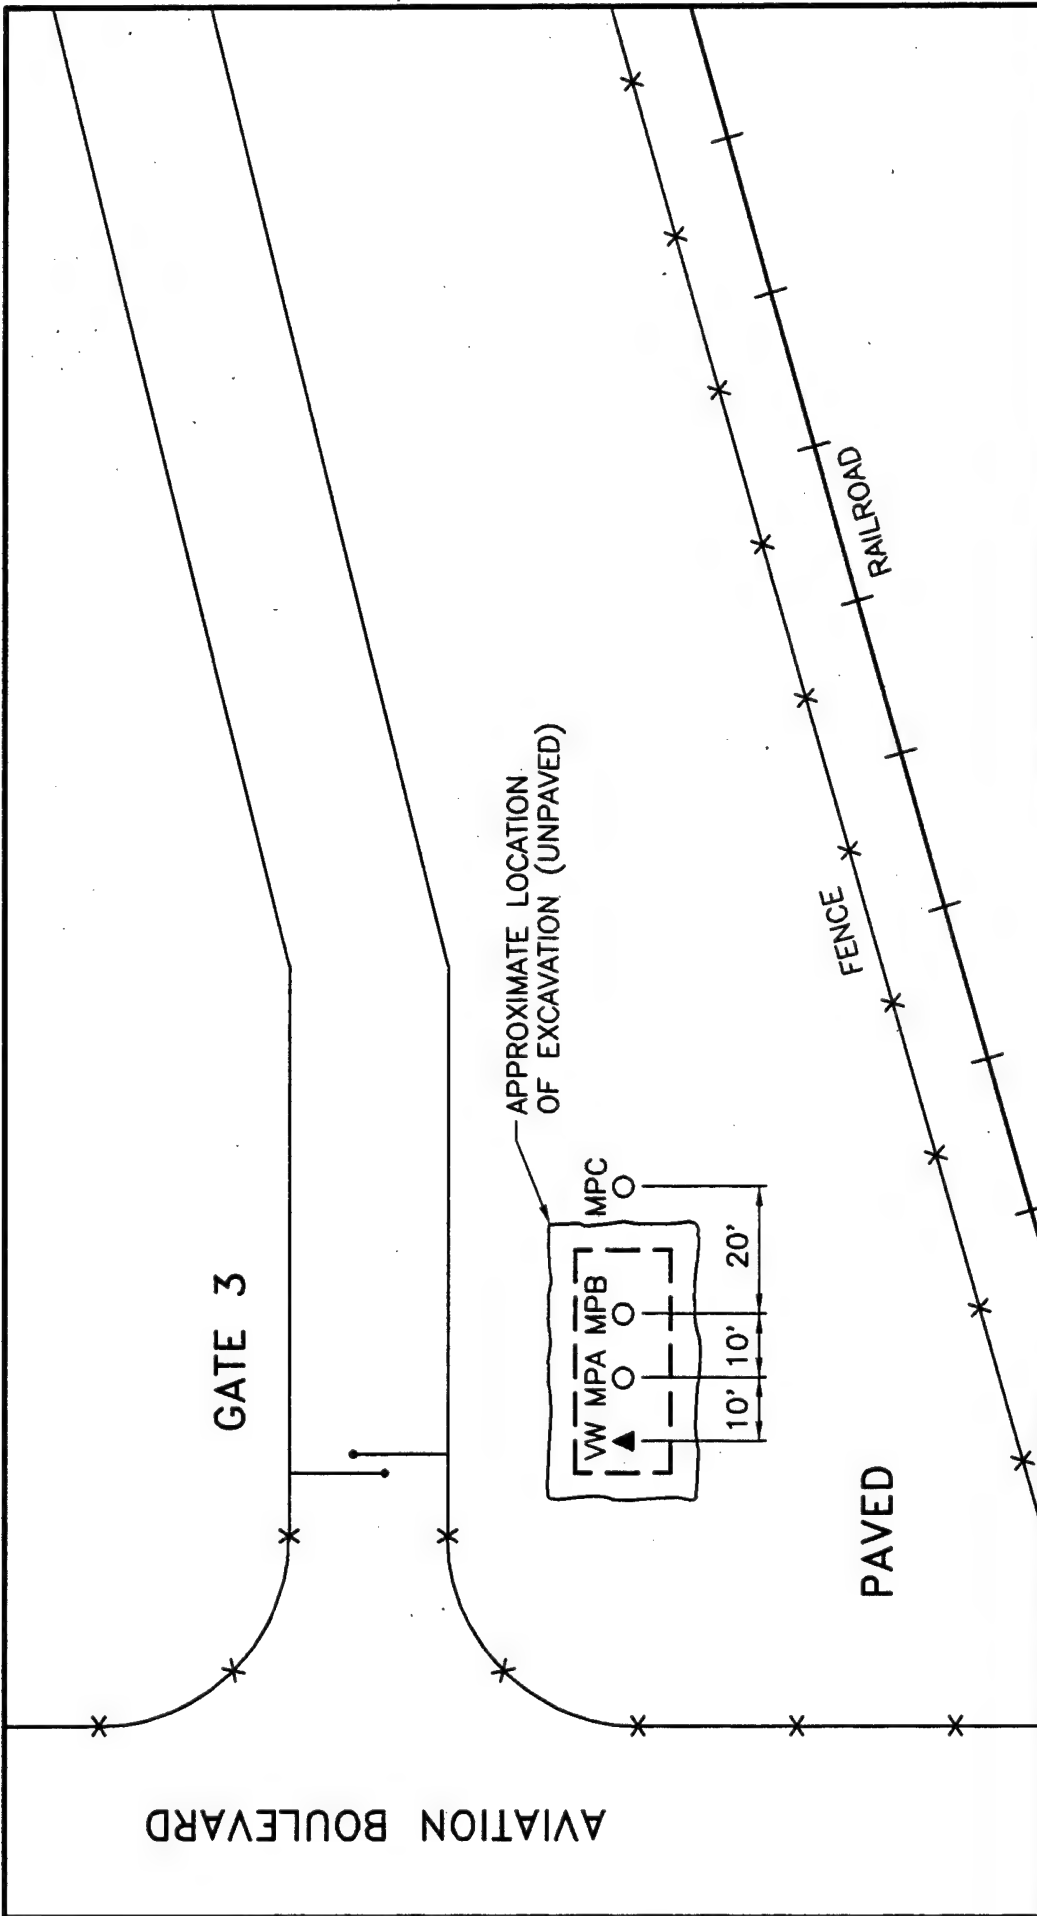 GATE 3
APPROXIMATE LOCATION
OF EXCAVATION (UNPAVED)
VW MPA MPB MPC
10' 10' 20'
FENCE
RAILROAD
PAVED
AVIATION BOULEVARD